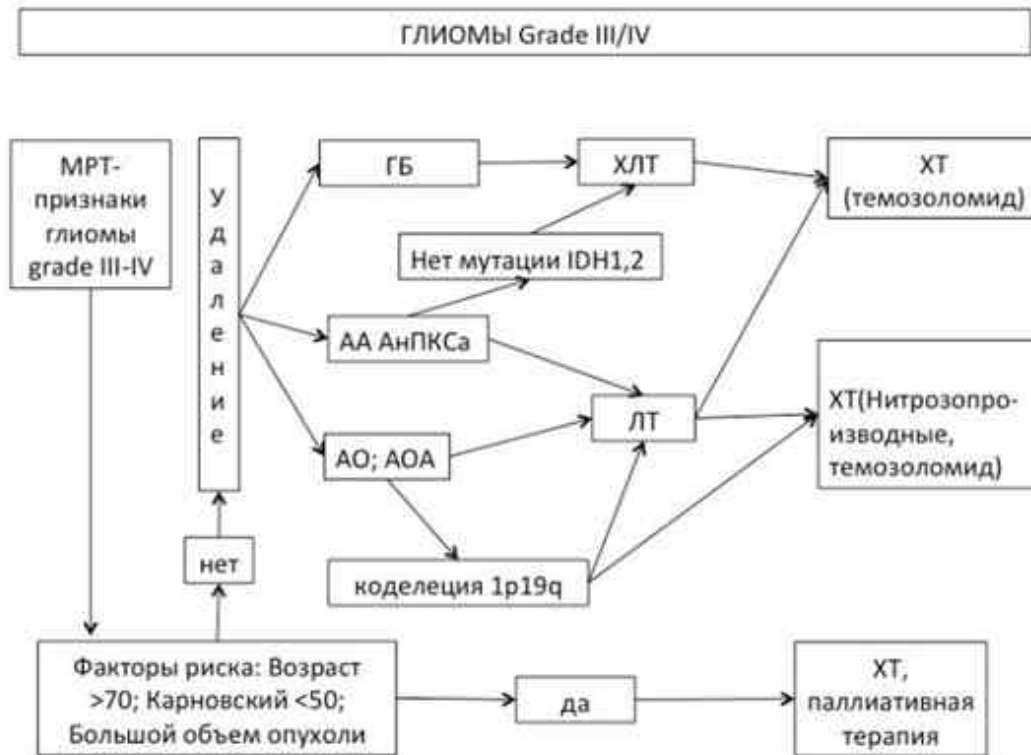 ГЛИОМЫ Grade III/IV
МРТ-
признаки
глиомы
grade III-IV
Удаление
ГБ
ХЛТ
ХТ
(темозоломид)
Нет мутации IDH1,2
АА АнПКСа
ЛТ
ХТ(Нитрозопро-
изводные,
темозоломид)
АО; АОА
нет
коделеция 1p19q
Факторы риска: Возраст
>70; Карновский <50;
Большой объем опухоли
да
ХТ,
паллиативная
терапия